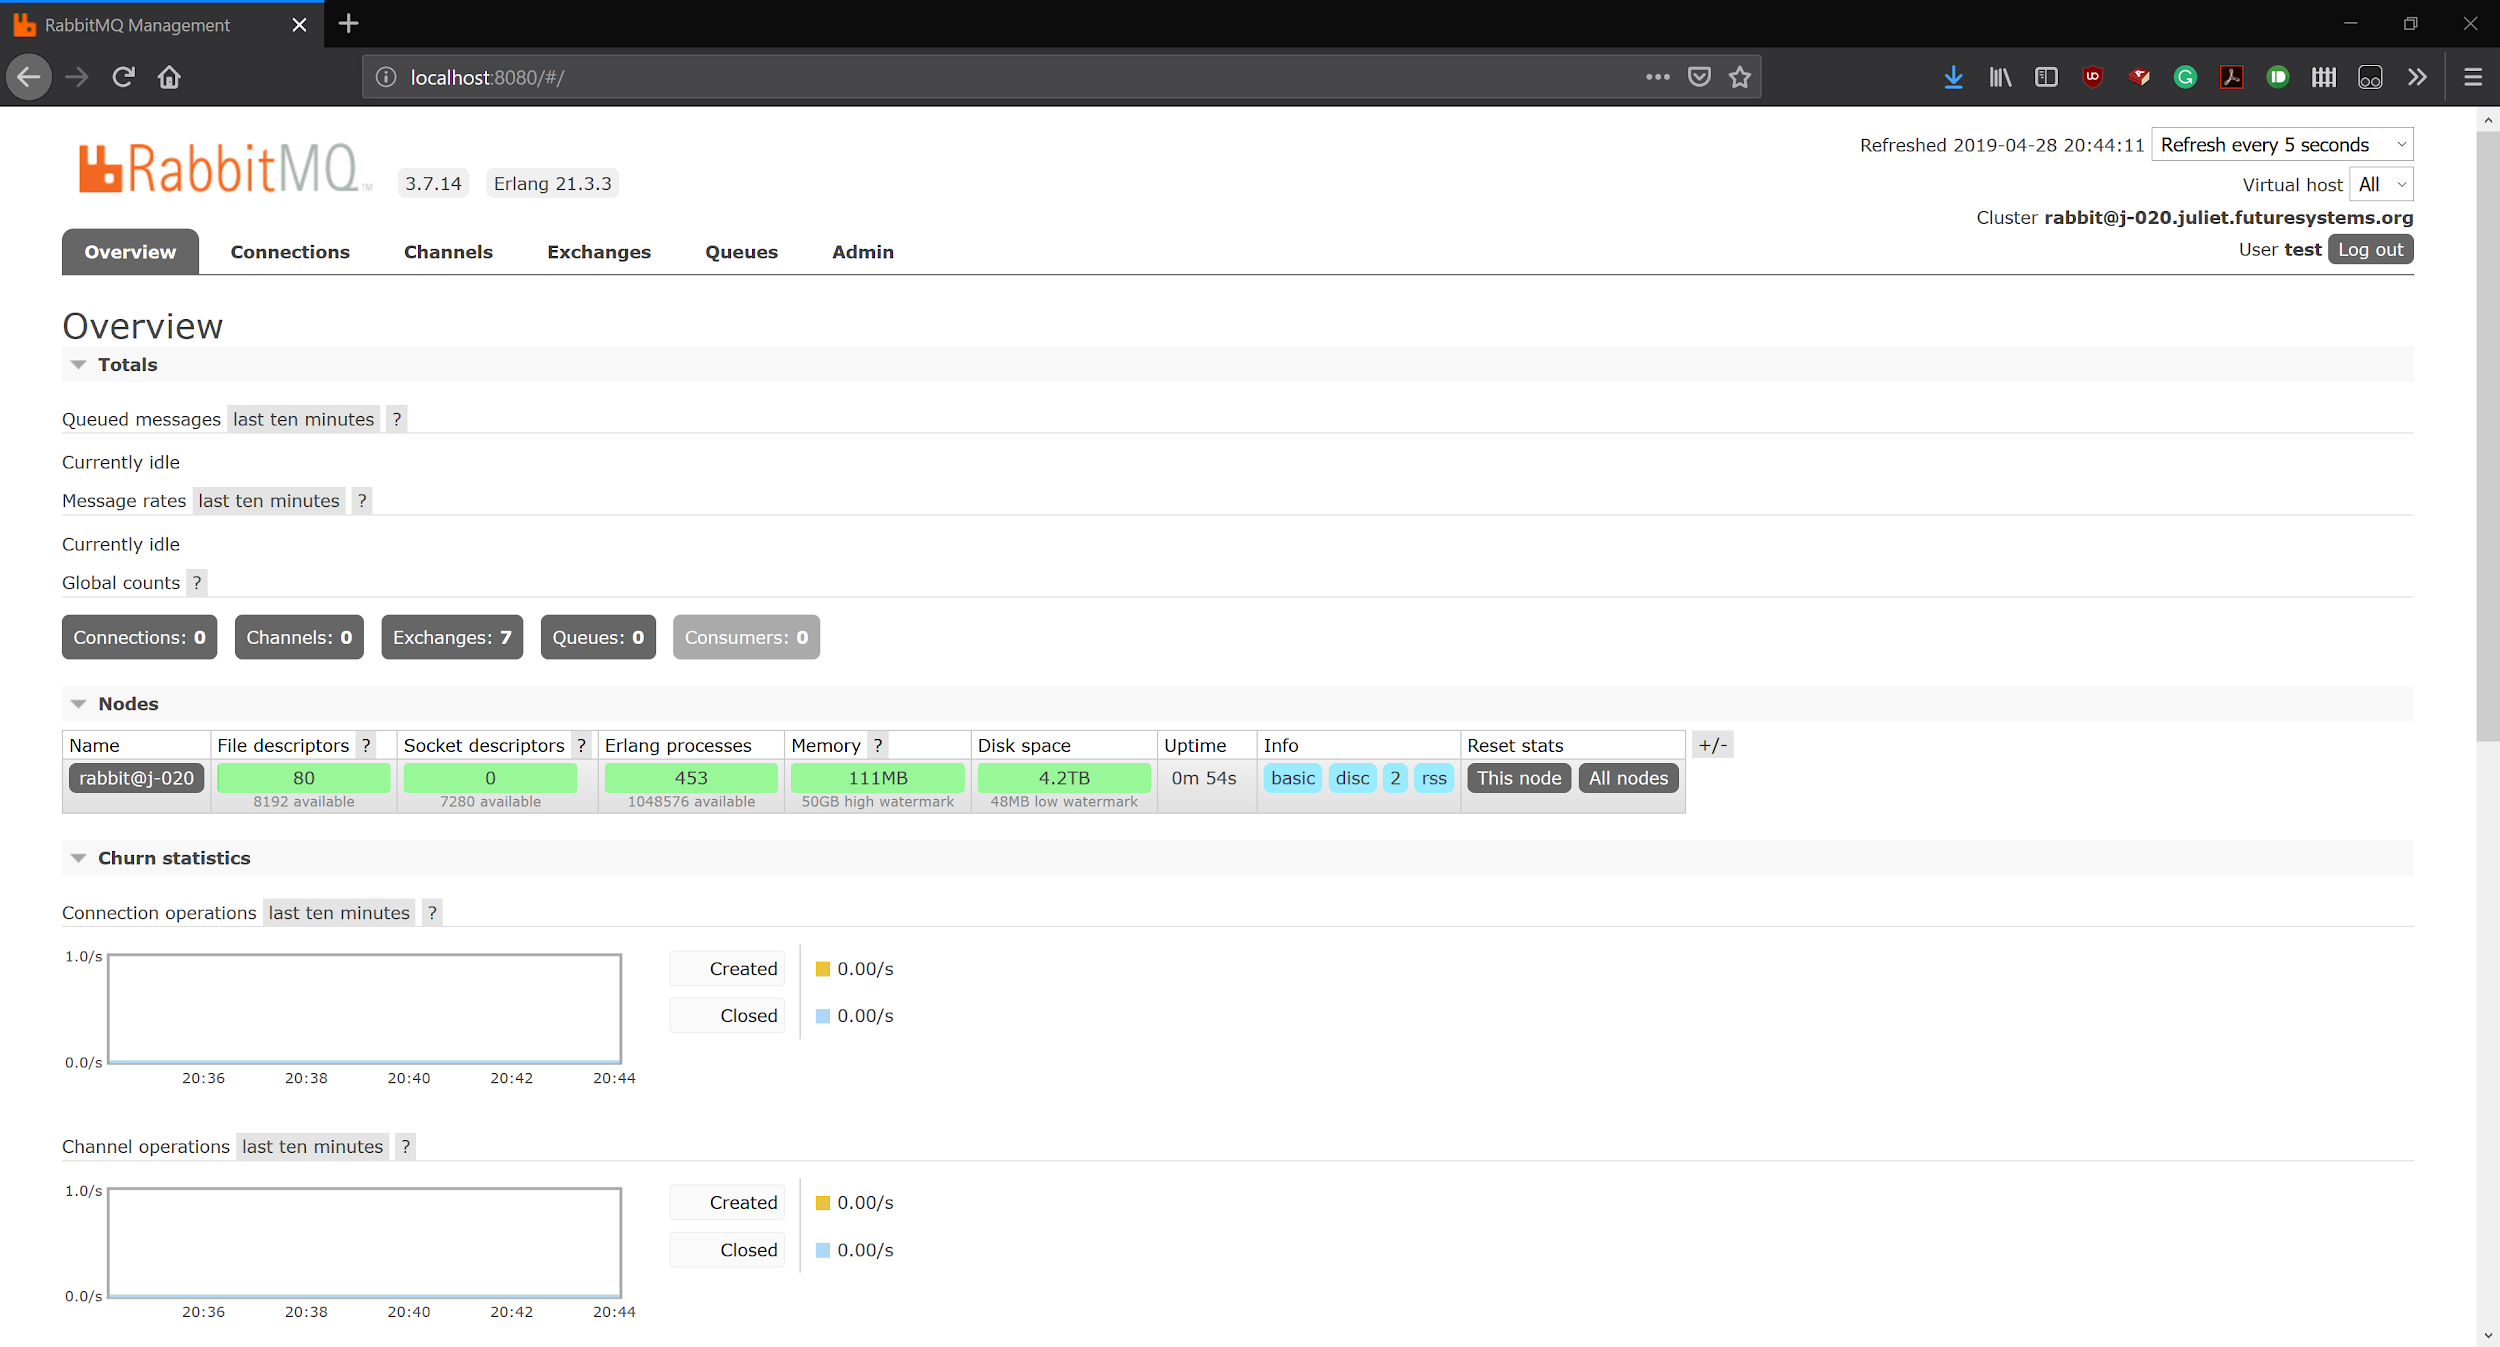 RabbitMQ Management
localhost:8080/#/
RabbitMQ™ 3.7.14 Erlang 21.3.3
Refreshed 2019-04-28 20:44:11 Refresh every 5 seconds
Virtual host All
Cluster rabbit@j-020.juliet.futuresystems.org
User test Log out
Overview Connections Channels Exchanges Queues Admin
Overview
Totals
Queued messages last ten minutes ?
Currently idle
Message rates last ten minutes ?
Currently idle
Global counts ?
Connections: 0 Channels: 0 Exchanges: 7 Queues: 0 Consumers: 0
Nodes
Name File descriptors ? Socket descriptors ? Erlang processes Memory ? Disk space Uptime Info Reset stats +/-
rabbit@j-020 80 0 453 111MB 4.2TB 0m 54s basic disc 2 rss This node All nodes
8192 available 7280 available 1048576 available 50GB high watermark 48MB low watermark
Churn statistics
Connection operations last ten minutes ?
1.0/s
Created 0.00/s
Closed 0.00/s
0.0/s
20:36 20:38 20:40 20:42 20:44
Channel operations last ten minutes ?
1.0/s
Created 0.00/s
Closed 0.00/s
0.0/s
20:36 20:38 20:40 20:42 20:44